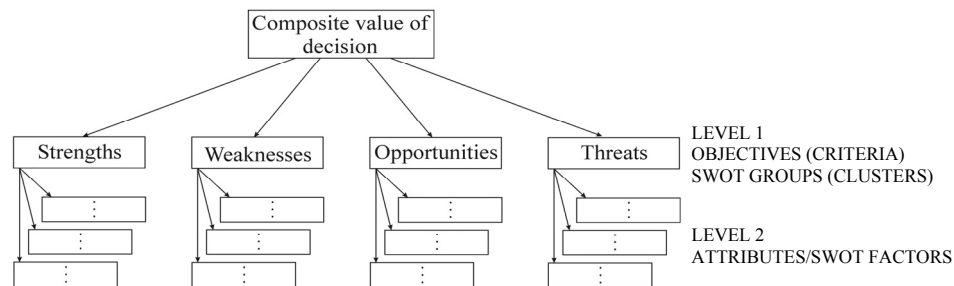 Composite value of
decision
Strengths
Weaknesses
Opportunities
Threats
LEVEL 1
OBJECTIVES (CRITERIA)
SWOT GROUPS (CLUSTERS)
⋮
⋮
⋮
⋮
⋮
⋮
⋮
⋮
LEVEL 2
ATTRIBUTES/SWOT FACTORS
⋮
⋮
⋮
⋮